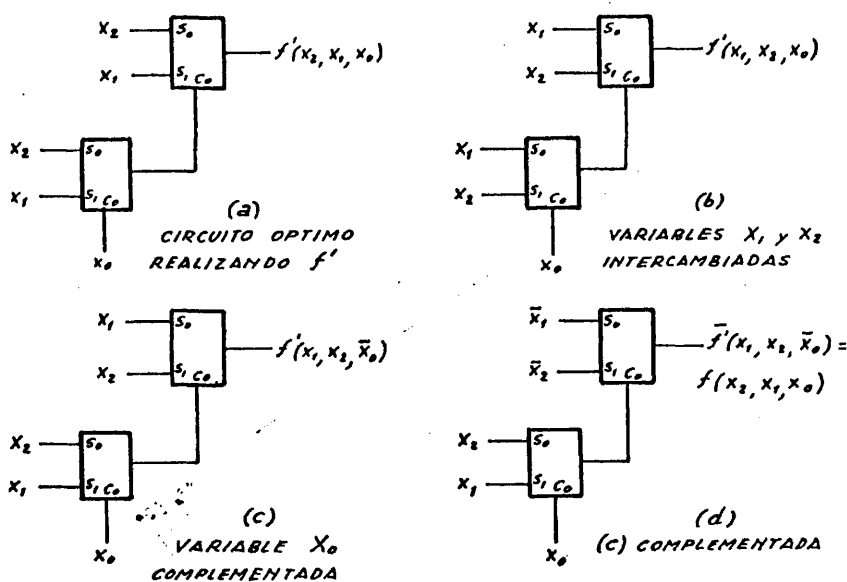 X₂ S₀
X₁ S₁ C₀
f'(x₂, x₁, x₀)
X₂ S₀
X₁ S₁ C₀
X₀
(a)
CIRCUITO OPTIMO
REALIZANDO f'
X₁ S₀
X₂ S₁ C₀
f'(x₁, x₂, x₀)
X₁ S₀
X₂ S₁ C₀
X₀
(b)
VARIABLES X₁ y X₂
INTERCAMBIADAS
X₁ S₀
X₂ S₁ C₀
f'(x₁, x₂, x̄₀)
X₂ S₀
X₁ S₁ C₀
X₀
(c)
VARIABLE X₀
COMPLEMENTADA
X̄₁ S₀
X̄₂ S₁ C₀
f̄'(x₁, x₂, x̄₀) =
f(x₂, x₁, x₀)
X₂ S₀
X₁ S₁ C₀
X₀
(d)
(c) COMPLEMENTADA